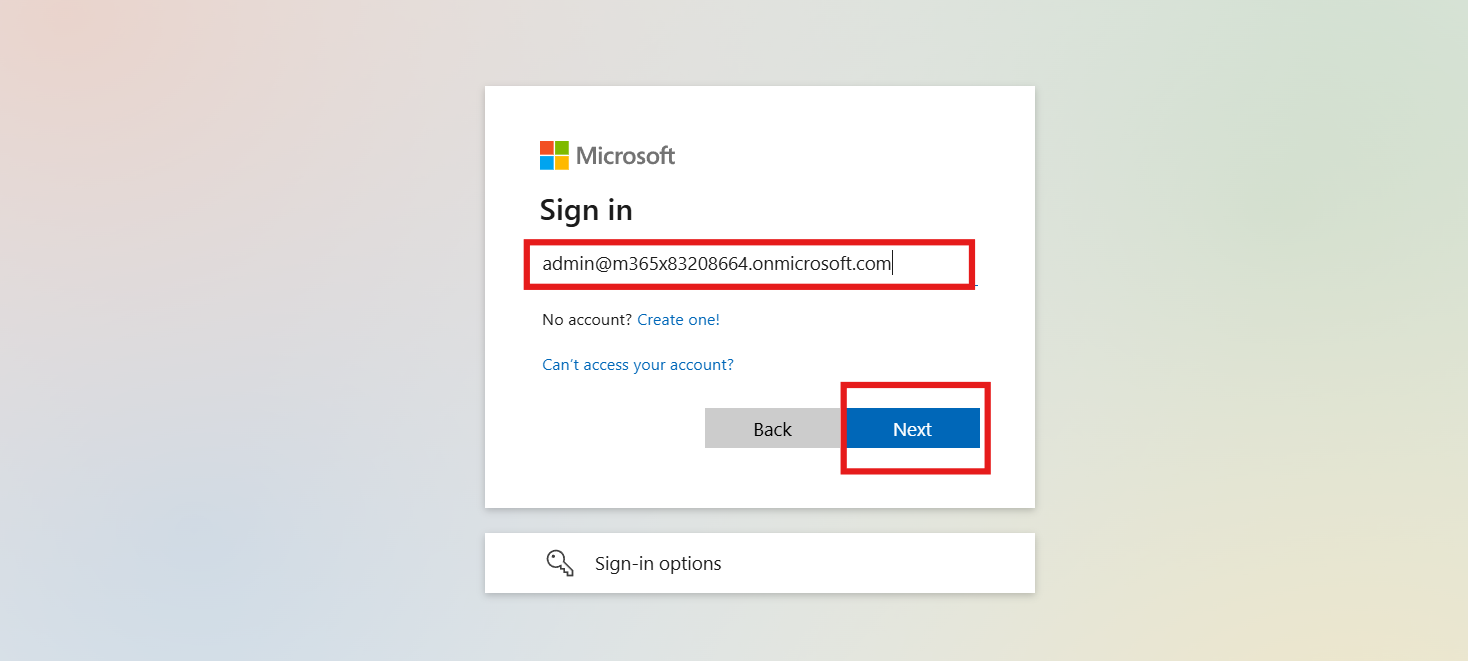 Microsoft
Sign in
admin@m365x83208664.onmicrosoft.com
No account? Create one!
Can't access your account?
Back Next
Sign-in options